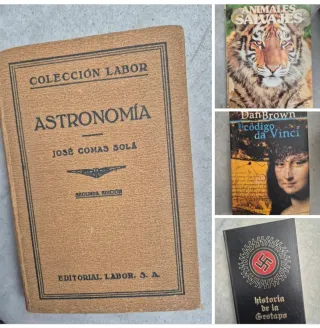 COLECCIÓN LABOR
ASTRONOMÍA
JOSÉ COMAS SOLÁ
SEGUNDA EDICIÓN
EDITORIAL LABOR, S. A.
ANIMALES
SALVAJES
Dan Brown
código
da Vinci
historia
de la
Gestapo